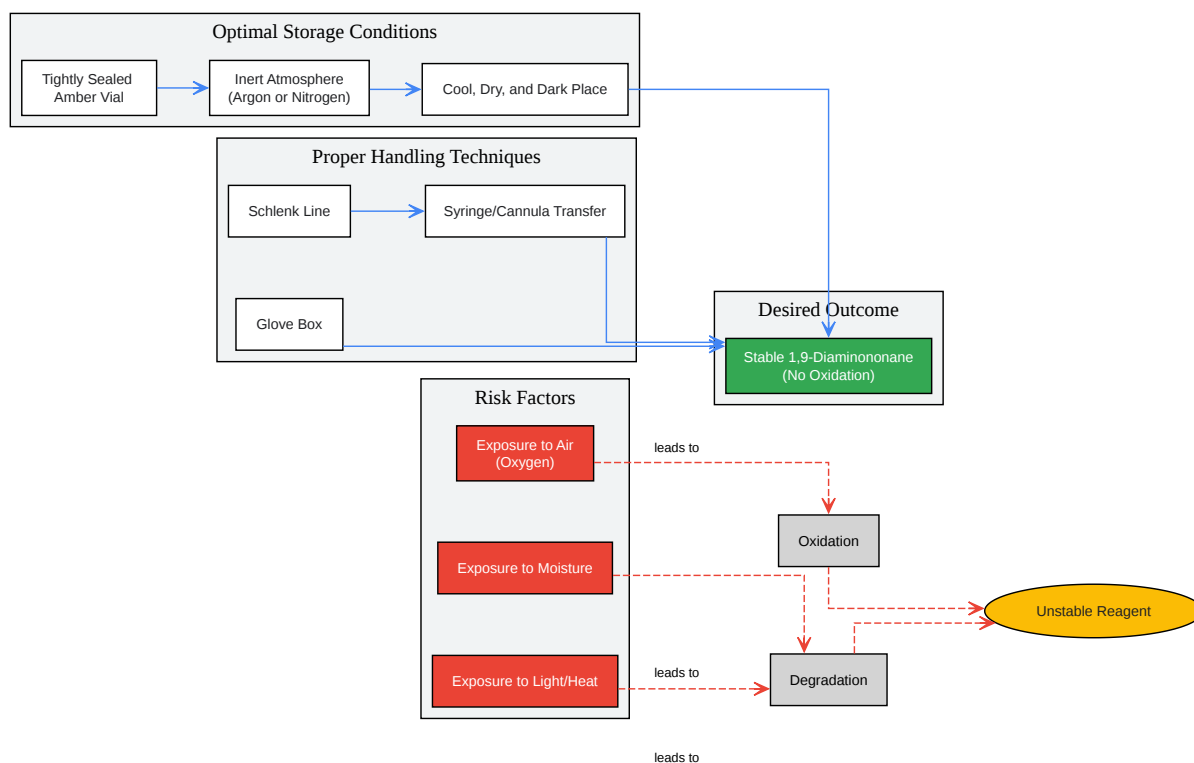 Optimal Storage Conditions
Tightly Sealed
Amber Vial
Inert Atmosphere
(Argon or Nitrogen)
Cool, Dry, and Dark Place
Proper Handling Techniques
Schlenk Line
Syringe/Cannula Transfer
Glove Box
Desired Outcome
Stable 1,9-Diaminononane
(No Oxidation)
Risk Factors
Exposure to Air
(Oxygen)
leads to
Oxidation
Exposure to Moisture
Unstable Reagent
Exposure to Light/Heat
leads to
Degradation
leads to